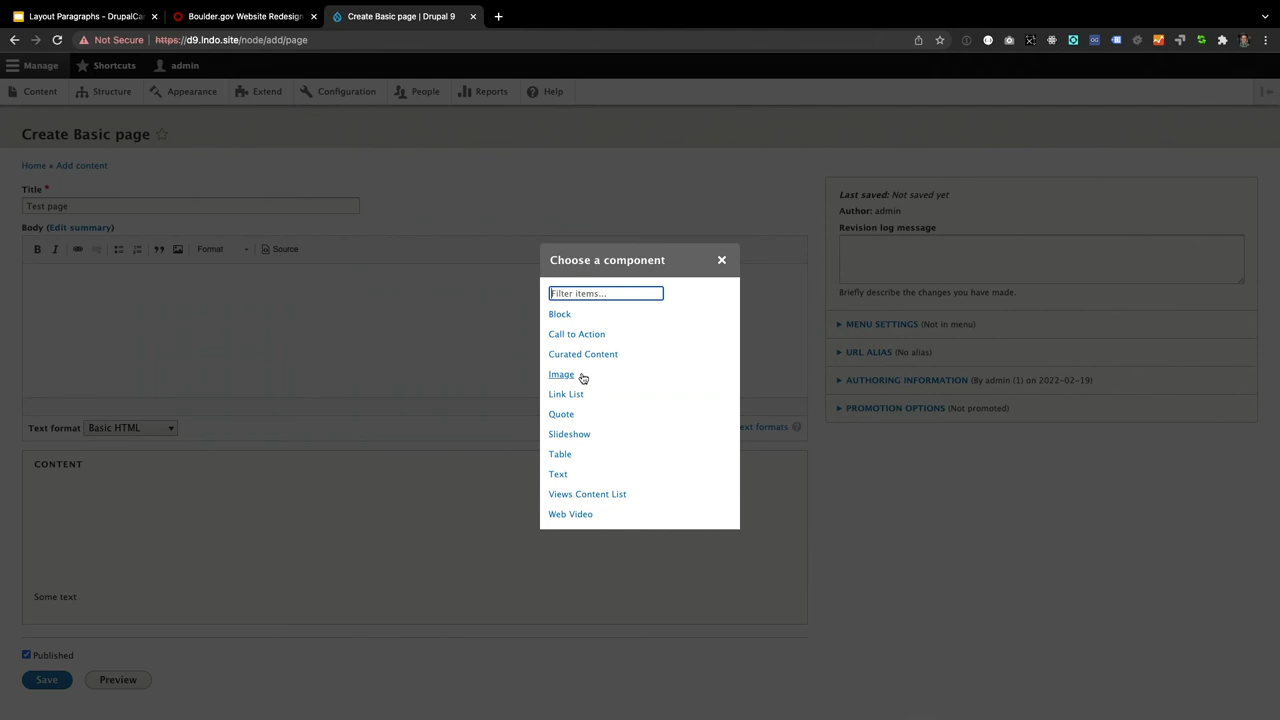 Layout Paragraphs - DrupalCa
Boulder.gov Website Redesign
Create Basic page | Drupal 9
Not Secure | https://d9.lndo.site/node/add/page
Manage Shortcuts admin
Content Structure Appearance Extend Configuration People Reports Help
Create Basic page
Home » Add content
Title *
Test page
Body (Edit summary)
B I Format Source
Text format Basic HTML
ext formats ?
CONTENT
Some text
Published
Save Preview
Choose a component
Filter items...
Block
Call to Action
Curated Content
Image
Link List
Quote
Slideshow
Table
Text
Views Content List
Web Video
Last saved: Not saved yet
Author: admin
Revision log message
Briefly describe the changes you have made.
MENU SETTINGS (Not in menu)
URL ALIAS (No alias)
AUTHORING INFORMATION (By admin (1) on 2022-02-19)
PROMOTION OPTIONS (Not promoted)